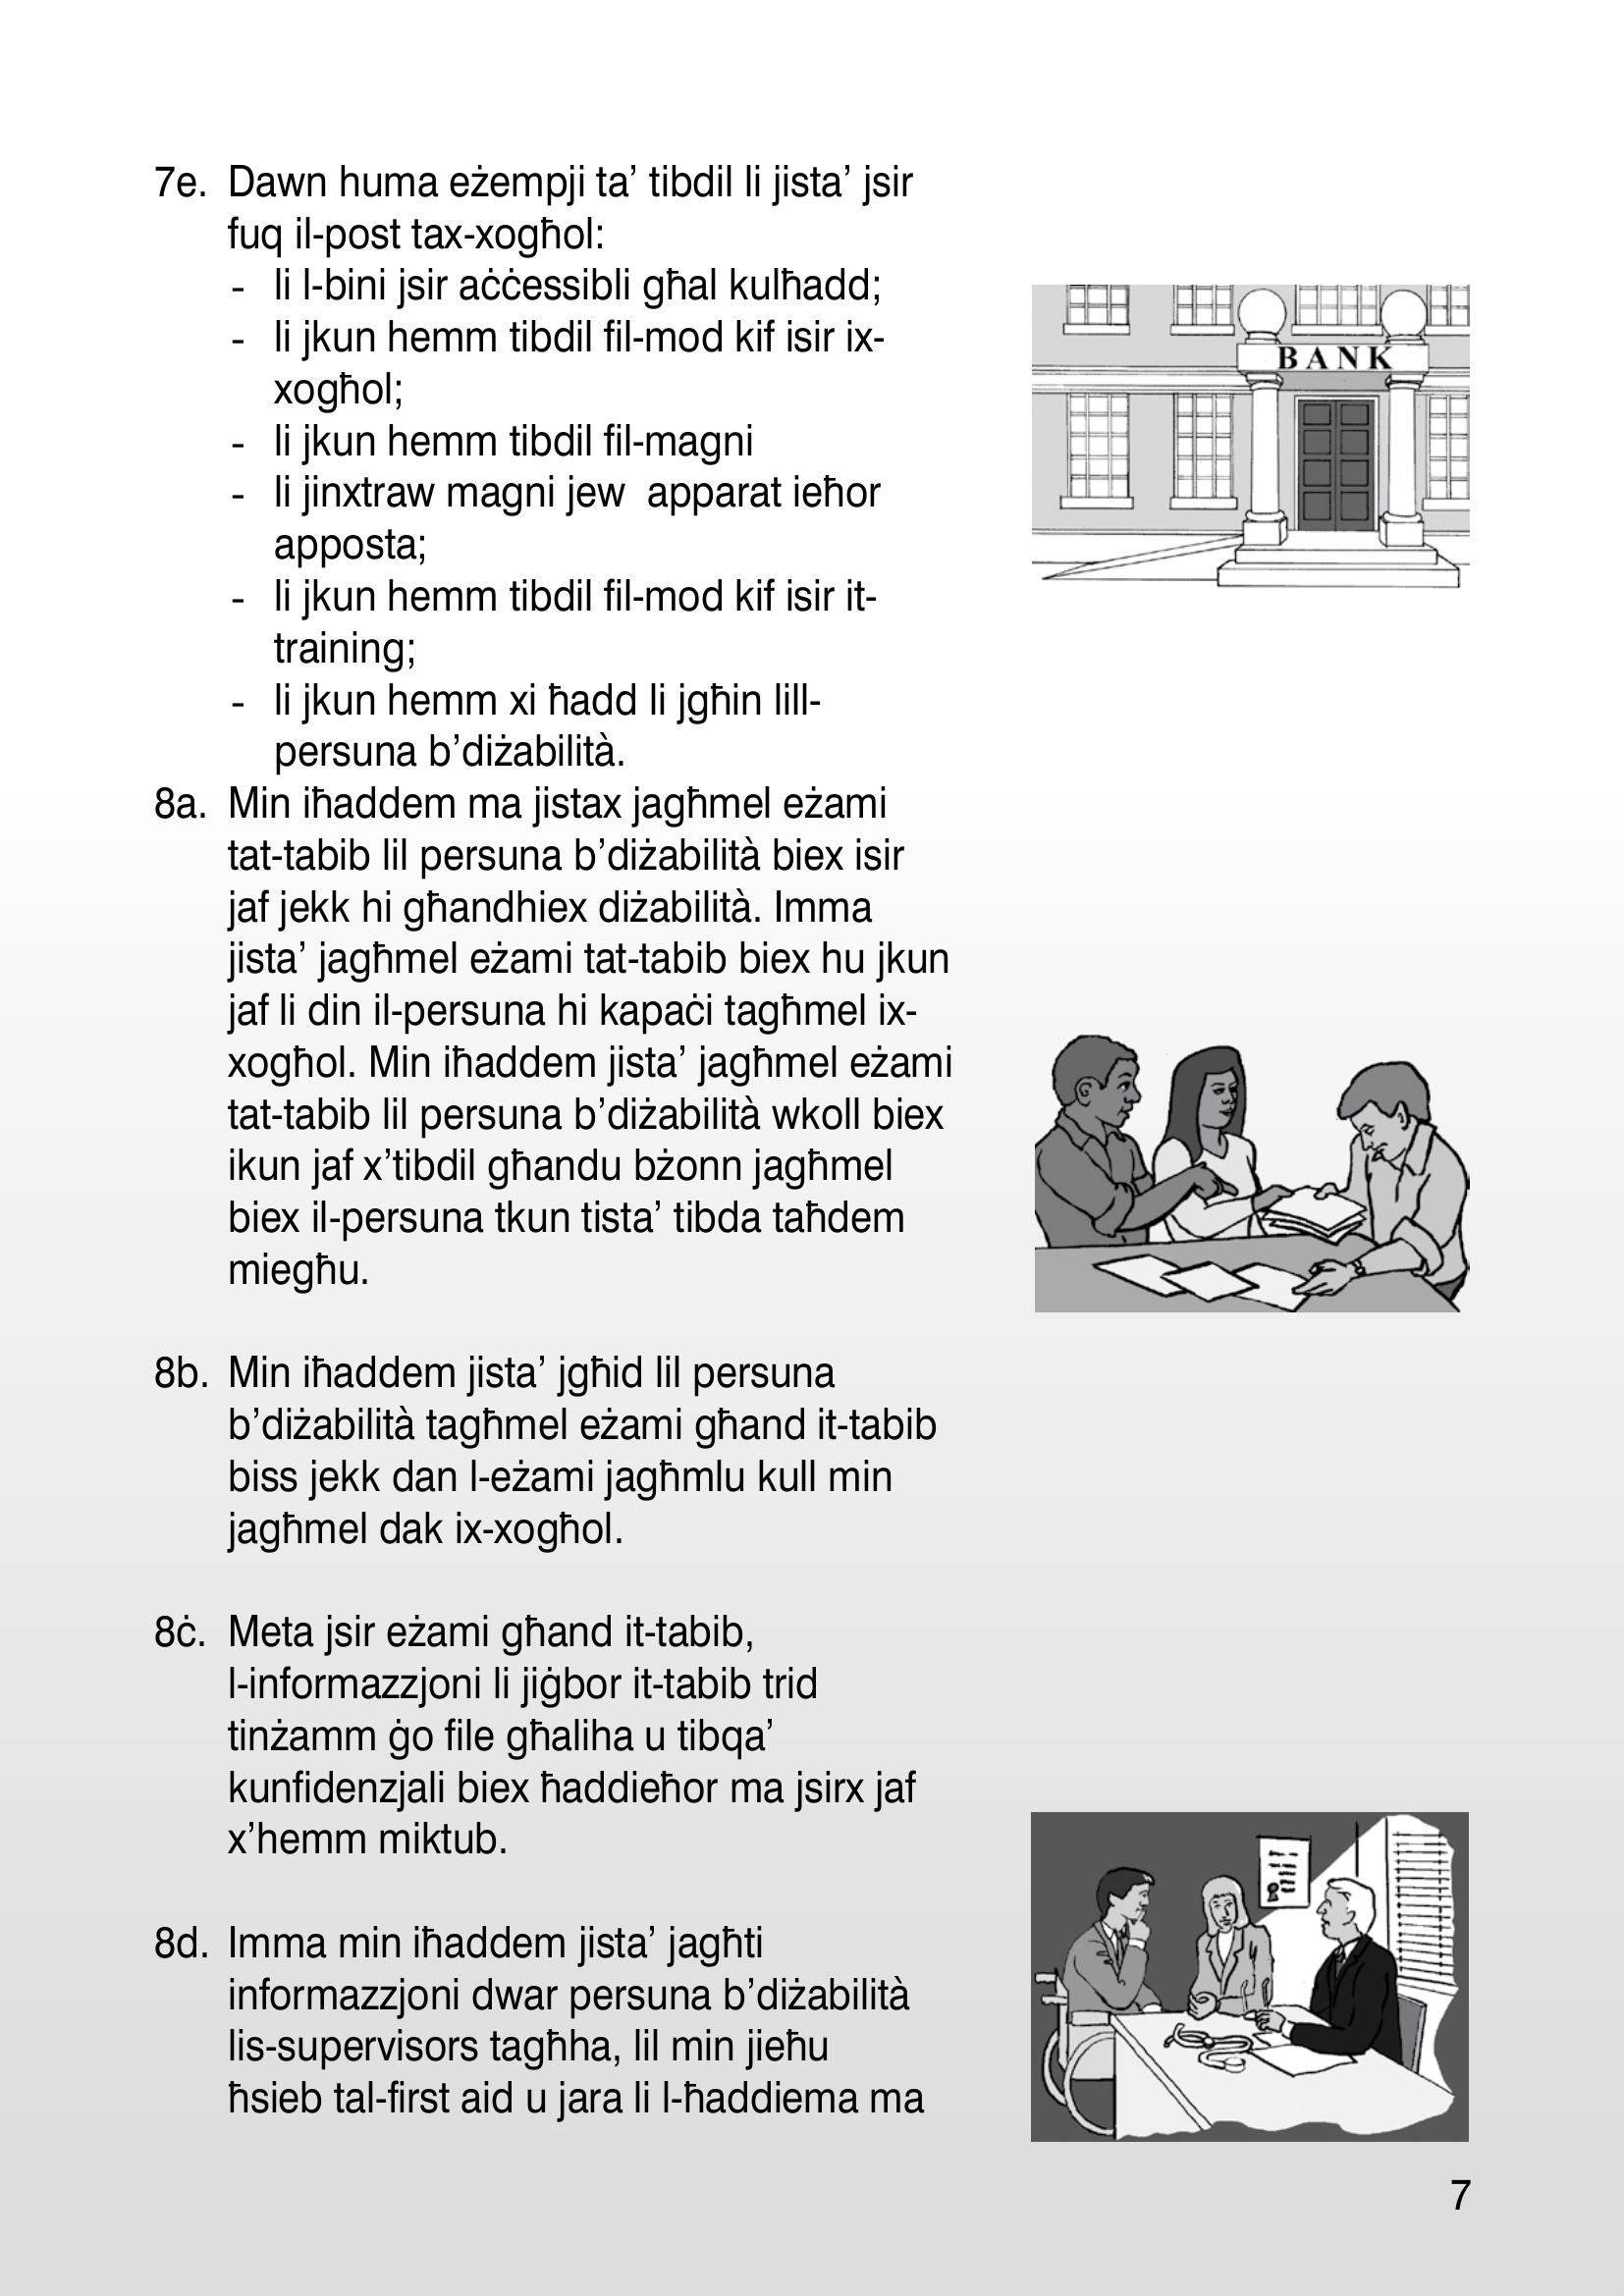 7e. Dawn huma eżempji ta’ tibdil li jista’ jsir
fuq il-post tax-xogħol:
- li l-bini jsir aċċessibli għal kulħadd;
- li jkun hemm tibdil fil-mod kif isir ix-
xogħol;
- li jkun hemm tibdil fil-magni
- li jinxtraw magni jew apparat ieħor
apposta;
- li jkun hemm tibdil fil-mod kif isir it-
training;
- li jkun hemm xi ħadd li jgħin lill-
persuna b’diżabilità.
BANK
8a. Min iħaddem ma jistax jagħmel eżami
tat-tabib lil persuna b’diżabilità biex isir
jaf jekk hi għandhiex diżabilità. Imma
jista’ jagħmel eżami tat-tabib biex hu jkun
jaf li din il-persuna hi kapaċi tagħmel ix-
xogħol. Min iħaddem jista’ jagħmel eżami
tat-tabib lil persuna b’diżabilità wkoll biex
ikun jaf x’tibdil għandu bżonn jagħmel
biex il-persuna tkun tista’ tibda taħdem
miegħu.
8b. Min iħaddem jista’ jgħid lil persuna
b’diżabilità tagħmel eżami għand it-tabib
biss jekk dan l-eżami jagħmlu kull min
jagħmel dak ix-xogħol.
8ċ. Meta jsir eżami għand it-tabib,
l-informazzjoni li jiġbor it-tabib trid
tinżamm ġo file għaliha u tibqa’
kunfidenzjali biex ħaddieħor ma jsirx jaf
x’hemm miktub.
8d. Imma min iħaddem jista’ jagħti
informazzjoni dwar persuna b’diżabilità
lis-supervisors tagħha, lil min jieħu
ħsieb tal-first aid u jara li l-ħaddiema ma
7